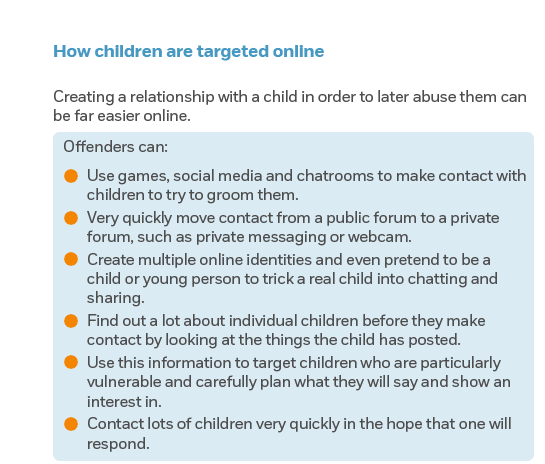 How children are targeted online
Creating a relationship with a child in order to later abuse them can
be far easier online.
Offenders can:
Use games, social media and chatrooms to make contact with
children to try to groom them.
Very quickly move contact from a public forum to a private
forum, such as private messaging or webcam.
Create multiple online identities and even pretend to be a
child or young person to trick a real child into chatting and
sharing.
Find out a lot about individual children before they make
contact by looking at the things the child has posted.
Use this information to target children who are particularly
vulnerable and carefully plan what they will say and show an
interest in.
Contact lots of children very quickly in the hope that one will
respond.